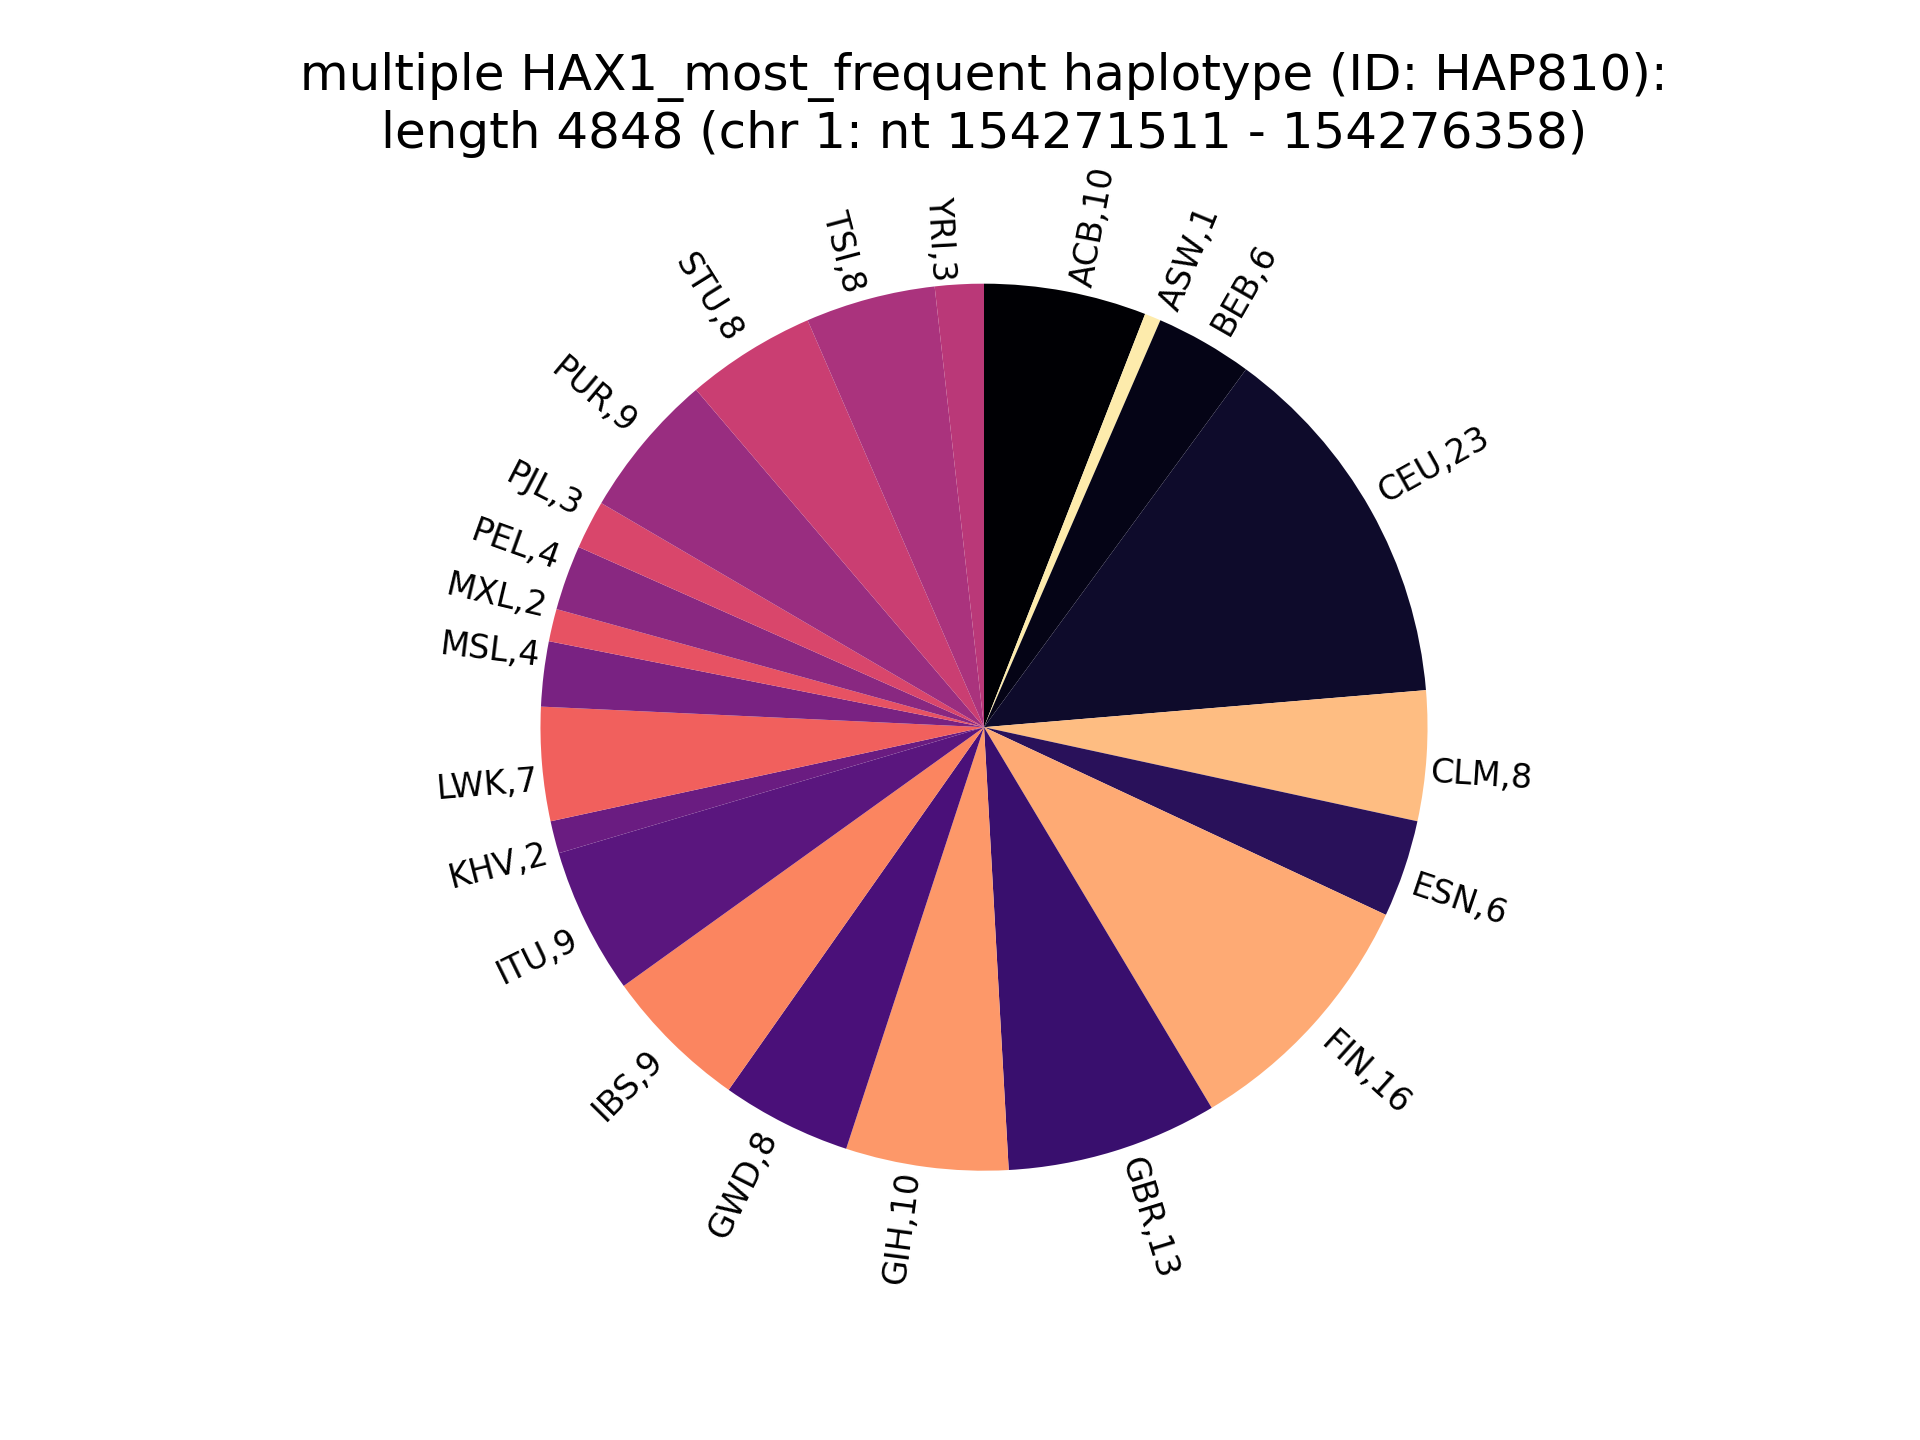 multiple HAX1_most_frequent haplotype (ID: HAP810):
length 4848 (chr 1: nt 154271511 - 154276358)
ACB,10
ASW,1
BEB,6
CEU,23
CLM,8
ESN,6
FIN,16
GBR,13
GIH,10
GWD,8
IBS,9
ITU,9
KHV,2
LWK,7
MSL,4
MXL,2
PEL,4
PJL,3
PUR,9
STU,8
TSI,8
YRI,3